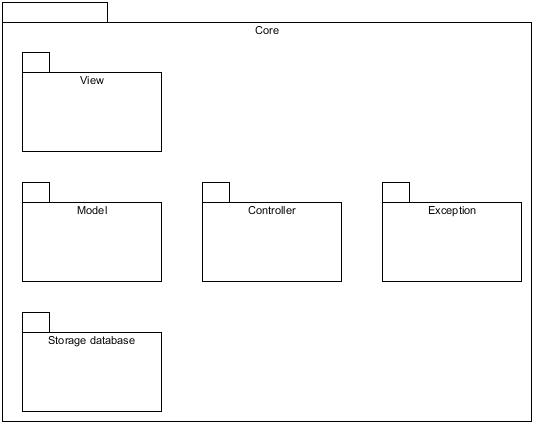 Core
View
Model
Controller
Exception
Storage database